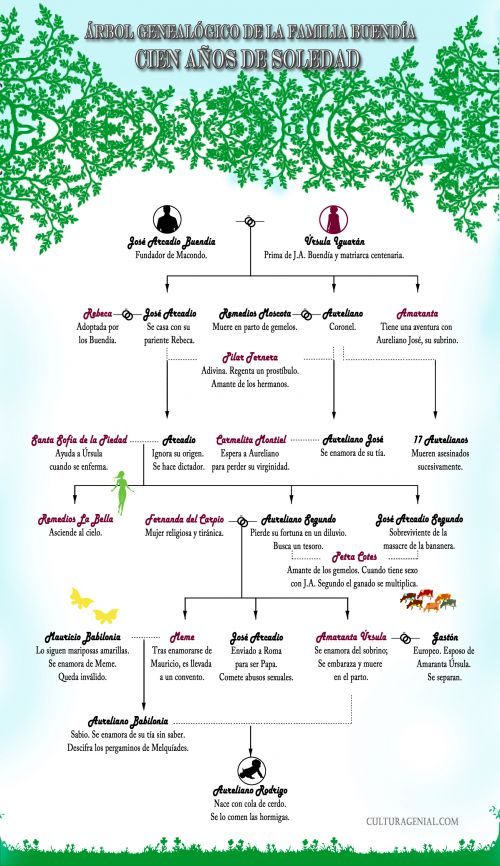 ÁRBOL GENEALÓGICO DE LA FAMILIA BUENDÍA
CIEN AÑOS DE SOLEDAD
José Arcadio Buendía
Fundador de Macondo.
Úrsula Iguarán
Prima de J.A. Buendía y matriarca centenaria.
Rebeca
Adoptada por
los Buendía.
José Arcadio
Se casa con su
pariente Rebeca.
Remedios Moscota
Muere en parto de gemelos.
Aureliano
Coronel.
Amaranta
Tiene una aventura con
Aureliano José, su subrino.
Pilar Ternera
Adivina. Regenta un prostíbulo.
Amante de los hermanos.
Santa Sofía de la Piedad
Ayuda a Úrsula
cuando se enferma.
Arcadio
Ignora su origen.
Se hace dictador.
Carmelita Montiel
Espera a Aureliano
para perder su virginidad.
Aureliano José
Se enamora de su tía.
17 Aurelianos
Mueren asesinados
sucesivamente.
Remedios La Bella
Asciende al cielo.
Fernanda del Carpio
Mujer religiosa y tiránica.
Aureliano Segundo
Pierde su fortuna en un diluvio.
Busca un tesoro.
José Arcadio Segundo
Sobreviviente de la
masacre de la bananera.
Petra Cotes
Amante de los gemelos. Cuando tiene sexo
con J.A. Segundo el ganado se multiplica.
Mauricio Babilonia
Lo siguen mariposas amarillas.
Se enamora de Meme.
Queda inválido.
Meme
Tras enamorarse de
Mauricio, es llevada
a un convento.
José Arcadio
Enviado a Roma
para ser Papa.
Comete abusos sexuales.
Amaranta Úrsula
Se enamora del sobrino;
Se embaraza y muere
en el parto.
Gastón
Europeo. Esposo de
Amaranta Úrsula.
Se separan.
Aureliano Babilonia
Sabio. Se enamora de su tía sin saber.
Descifra los pergaminos de Melquíades.
Aureliano Rodrigo
Nace con cola de cerdo.
Se lo comen las hormigas.
CULTURAGENIAL.COM